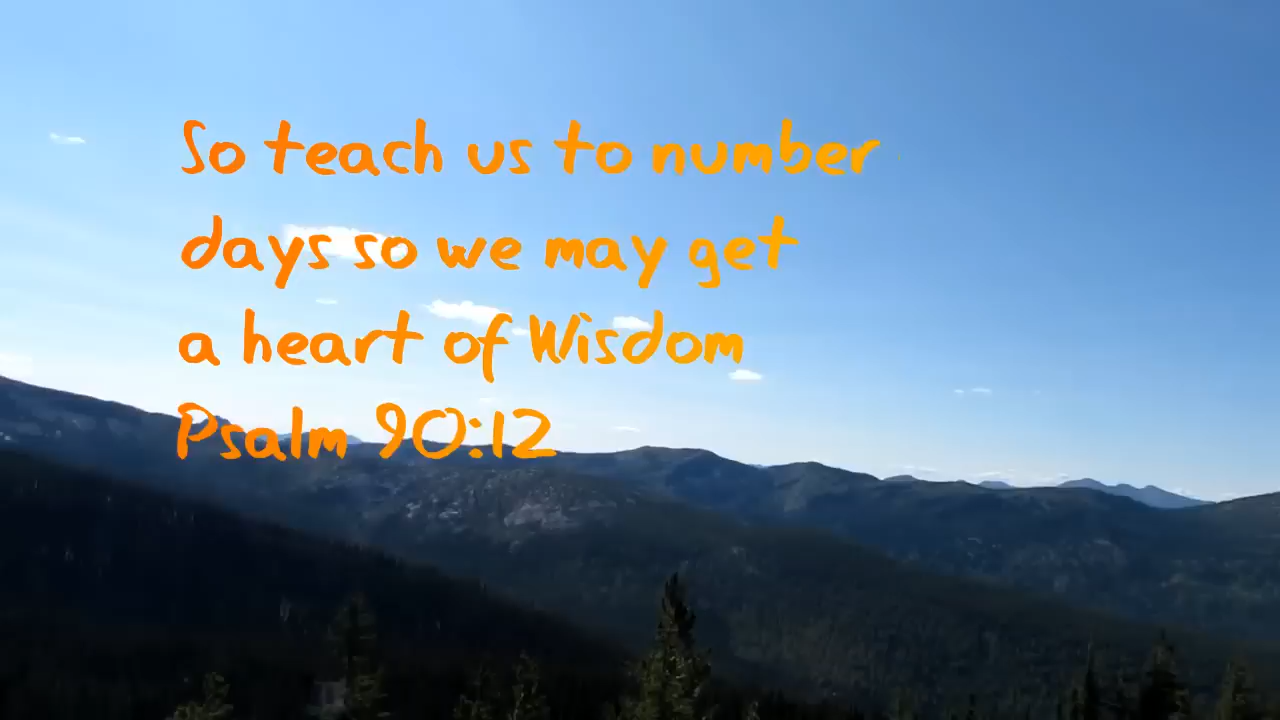 So teach us to number
days so we may get
a heart of Wisdom
Psalm 90:12